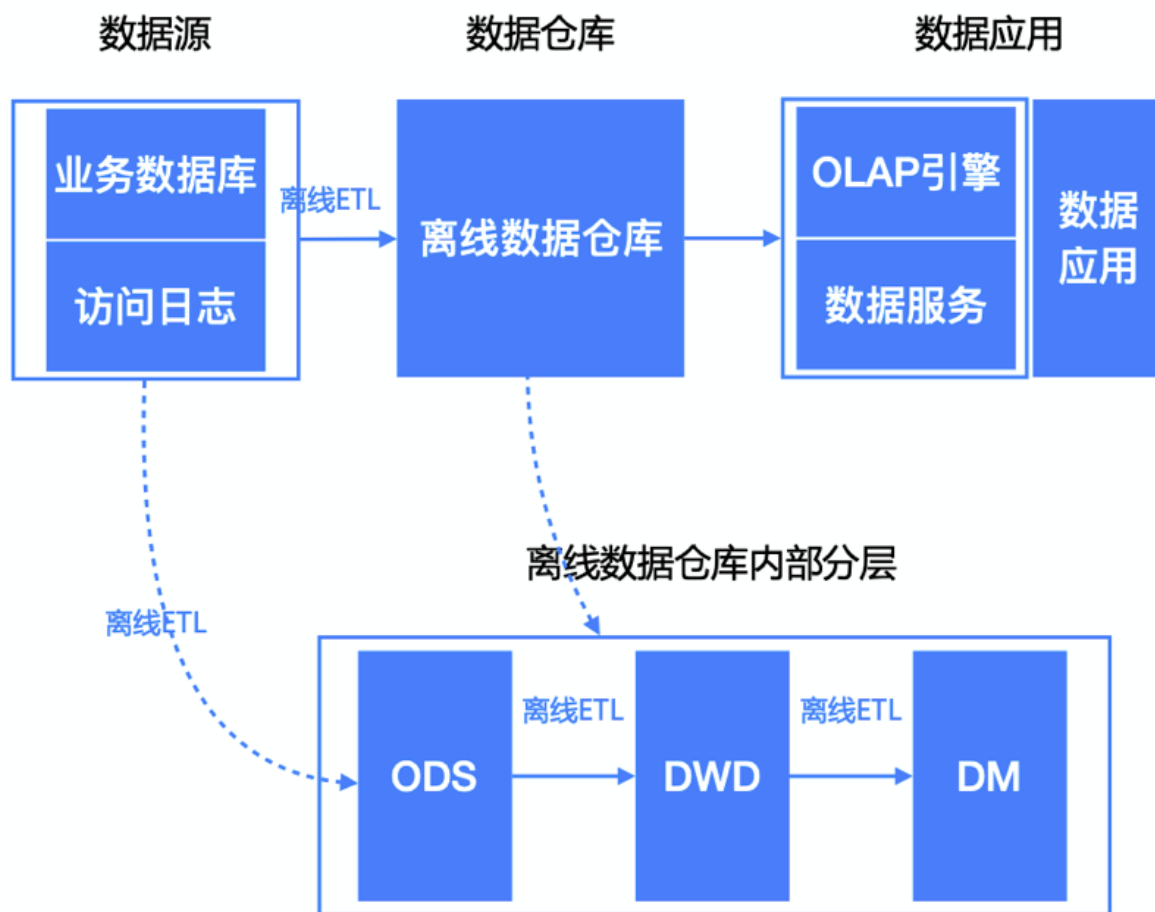 数据源
数据仓库
数据应用
业务数据库
访问日志
离线ETL
离线数据仓库
OLAP引擎
数据服务
数据
应用
离线数据仓库内部分层
离线ETL
ODS
离线ETL
DWD
离线ETL
DM